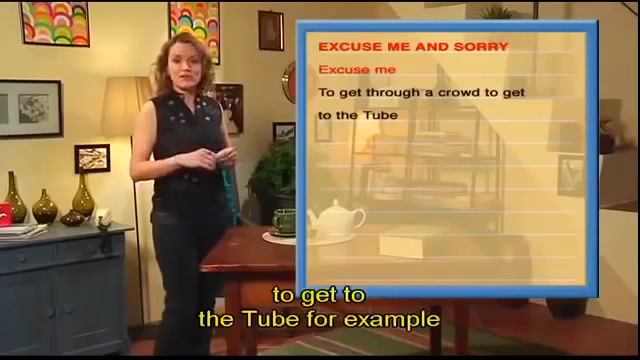 EXCUSE ME AND SORRY
Excuse me
To get through a crowd to get
to the Tube
to get to
the Tube for example